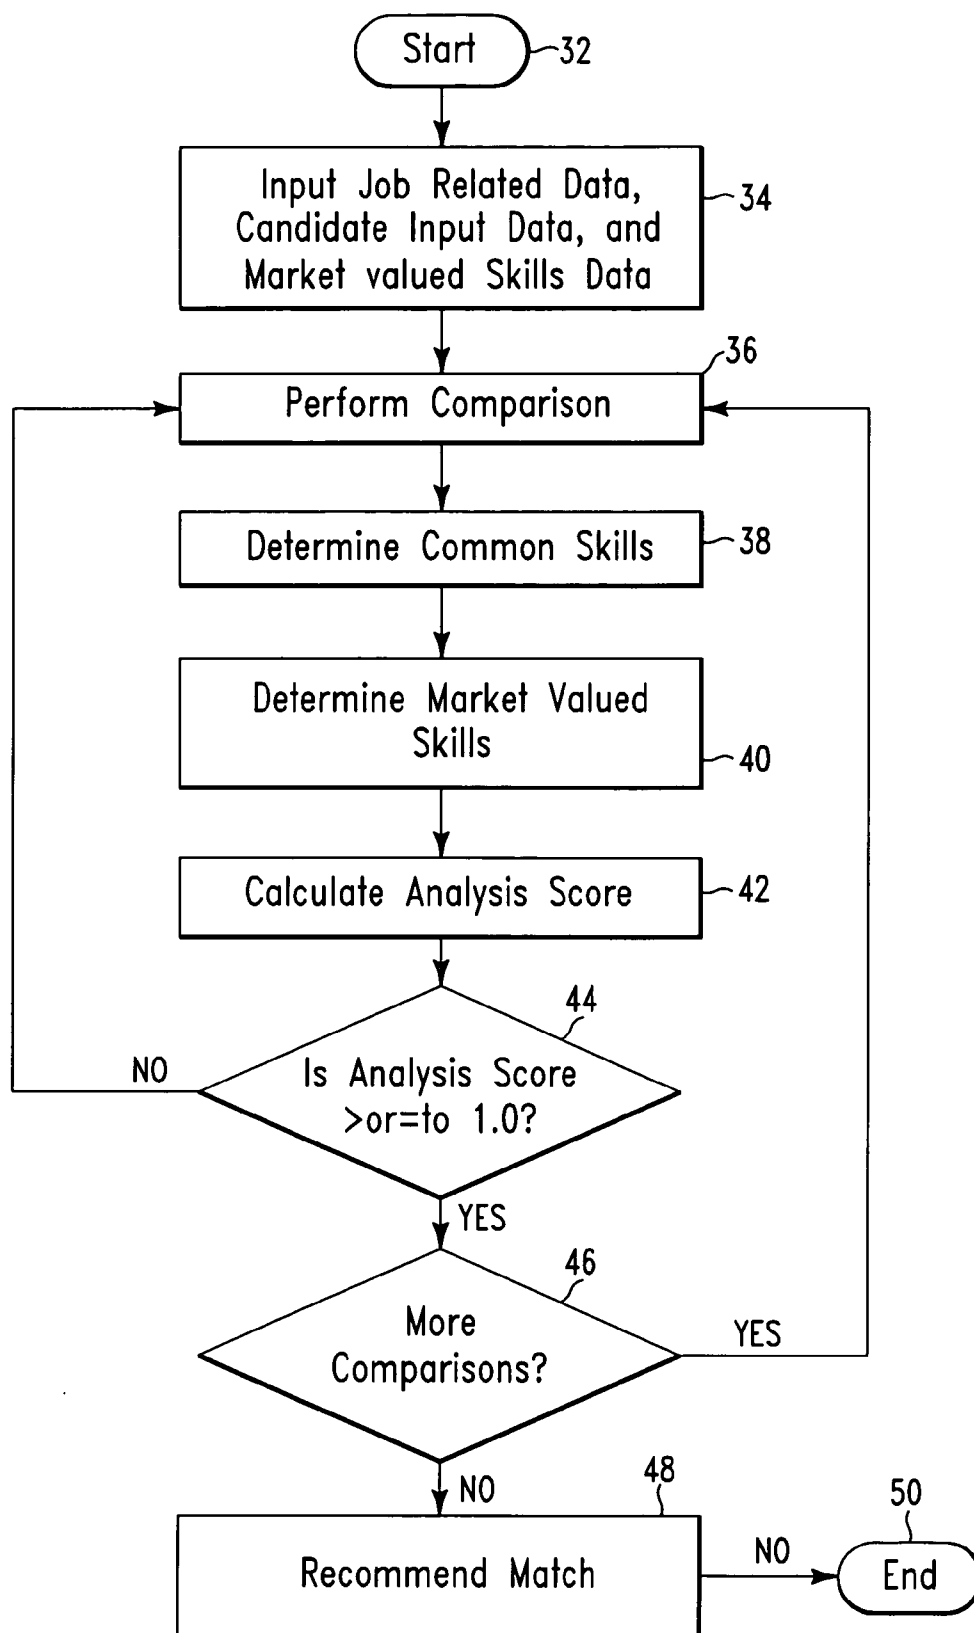 Start
32
Input Job Related Data,
Candidate Input Data, and
Market valued Skills Data
34
36
Perform Comparison
Determine Common Skills
38
Determine Market Valued
Skills
40
Calculate Analysis Score
42
44
NO
Is Analysis Score
>or=to 1.0?
YES
46
More
Comparisons?
YES
NO
48
50
Recommend Match
NO
End